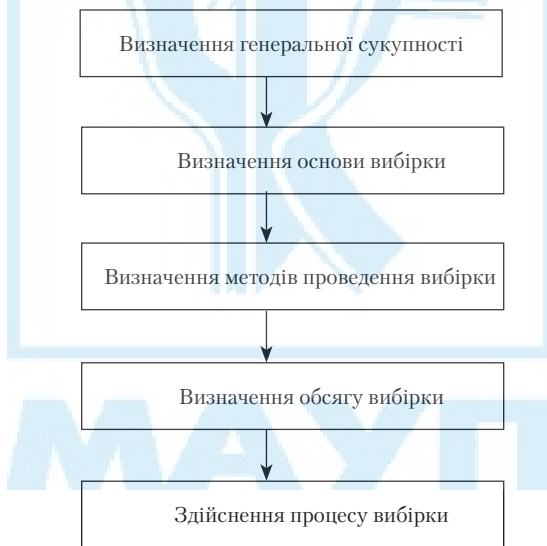 Визначення генеральної сукупності
Визначення основи вибірки
Визначення методів проведення вибірки
Визначення обсягу вибірки
МАУП
Здійснення процесу вибірки